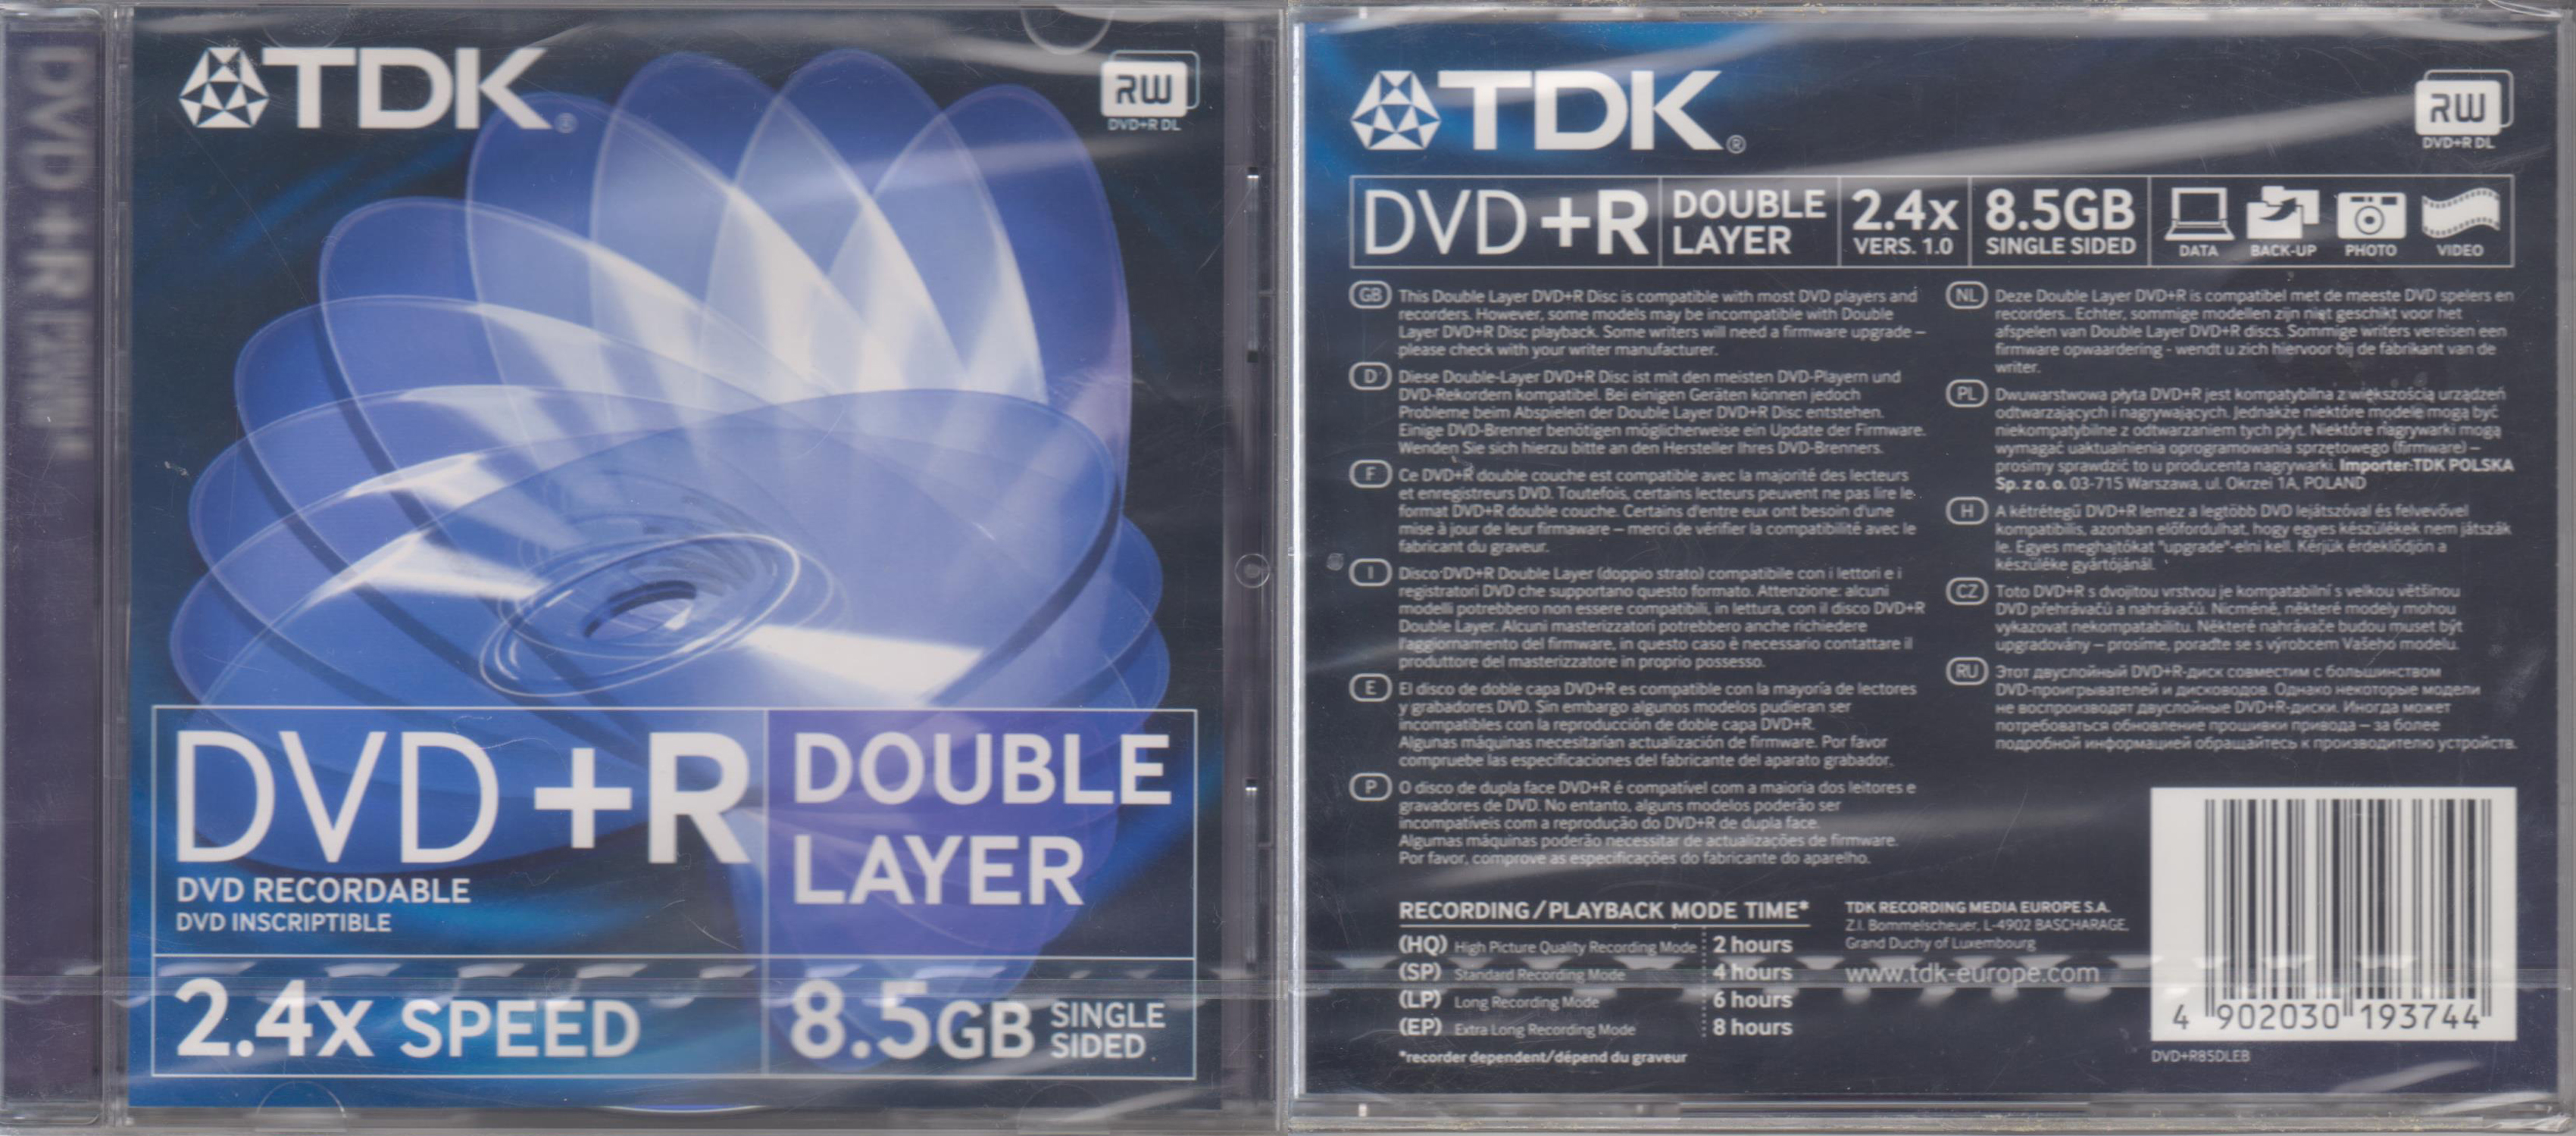 DVD +R
TDK®
RW
DVD+R DL
DVD +R
DVD RECORDABLE
DVD INSCRIPTIBLE
DOUBLE
LAYER
2.4x SPEED
8.5GB SINGLE
SIDED
TDK®
RW
DVD+R DL
DVD +R
DOUBLE
LAYER
2.4x
VERS. 1.0
8.5GB
SINGLE SIDED
DATA
BACK-UP
PHOTO
VIDEO
GB This Double Layer DVD+R Disc is compatible with most DVD players and
recorders. However, some models may be incompatible with Double
Layer DVD+R Disc playback. Some writers will need a firmware upgrade –
please check with your writer manufacturer.
D Diese Double-Layer DVD+R Disc ist mit den meisten DVD-Playern und
DVD-Rekordern kompatibel. Bei einigen Geräten können jedoch
Probleme beim Abspielen der Double Layer DVD+R Disc entstehen.
Einige DVD-Brenner benötigen möglicherweise ein Update der Firmware.
Wenden Sie sich hierzu bitte an den Hersteller Ihres DVD-Brenners.
F Ce DVD+R double couche est compatible avec la majorité des lecteurs
et enregistreurs DVD. Toutefois, certains lecteurs peuvent ne pas lire le
format DVD+R double couche. Certains d'entre eux ont besoin d'une
mise à jour de leur firmaware – merci de vérifier la compatibilité avec le
fabricant du graveur.
I Disco DVD+R Double Layer (doppio strato) compatibile con i lettori e i
registratori DVD che supportano questo formato. Attenzione: alcuni
modelli potrebbero non essere compatibili, in lettura, con il disco DVD+R
Double Layer. Alcuni masterizzatori potrebbero anche richiedere
l'aggiornamento del firmware, in questo caso è necessario contattare il
produttore del masterizzatore in proprio possesso.
E El disco de doble capa DVD+R es compatible con la mayoría de lectores
y grabadores DVD. Sin embargo algunos modelos pudieran ser
incompatibles con la reproducción de doble capa DVD+R.
Algunas máquinas necesitarían actualización de firmware. Por favor
compruebe las especificaciones del fabricante del aparato grabador.
P O disco de dupla face DVD+R é compatível com a maioria dos leitores e
gravadores de DVD. No entanto, alguns modelos poderão ser
incompatíveis com a reprodução do DVD+R de dupla face.
Algumas máquinas poderão necessitar de actualizações de firmware.
Por favor, comprove as especificações do fabricante do aparelho.
NL Deze Double Layer DVD+R is compatibel met de meeste DVD spelers en
recorders.. Echter, sommige modellen zijn niet geschikt voor het
afspelen van Double Layer DVD+R discs. Sommige writers vereisen een
firmware opwaardering - wendt u zich hiervoor bij de fabrikant van de
writer.
PL Dwuwarstwowa płyta DVD+R jest kompatybilna z większością urządzeń
odtwarzających i nagrywających. Jednakże niektóre modele mogą być
niekompatybilne z odtwarzaniem tych płyt. Niektóre nagrywarki mogą
wymagać uaktualnienia oprogramowania sprzętowego (firmware) –
prosimy sprawdzić to u producenta nagrywarki. Importer:TDK POLSKA
Sp. z o. o. 03-715 Warszawa, ul. Okrzei 1A, POLAND
H A kétrétegű DVD+R lemez a legtöbb DVD lejátszóval és felvevővel
kompatibilis, azonban előfordulhat, hogy egyes készülékek nem játszák
le. Egyes meghajtókat "upgrade"-elni kell. Kérjük érdeklődjön a
készüléke gyártójánál.
CZ Toto DVD+R s dvojitou vrstvou je kompatabilní s velkou většinou
DVD přehrávačů a nahrávačů. Nicméně, některé modely mohou
vykazovat nekompatabilitu. Některé nahrávače budou muset být
upgradovány – prosíme, poraďte se s výrobcem Vašeho modelu.
RU Этот двуслойный DVD+R-диск совместим с большинством
DVD-проигрывателей и дисководов. Однако некоторые модели
не воспроизводят двуслойные DVD+R-диски. Иногда может
потребоваться обновление прошивки привода – за более
подробной информацией обращайтесь к производителю устройств.
RECORDING/PLAYBACK MODE TIME*
(HQ) High Picture Quality Recording Mode 2 hours
(SP) Standard Recording Mode 4 hours
(LP) Long Recording Mode 6 hours
(EP) Extra Long Recording Mode 8 hours
*recorder dependent/dépend du graveur
TDK RECORDING MEDIA EUROPE S.A.
Z.I. Bommelscheuer, L-4902 BASCHARAGE,
Grand Duchy of Luxembourg
www.tdk-europe.com
4 902030 193744
DVD+R85DLEB